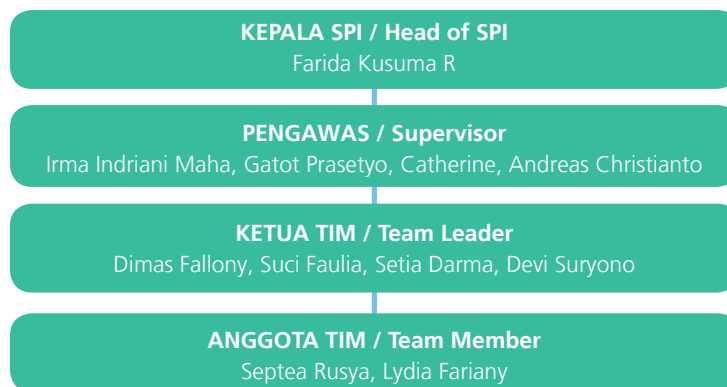 KEPALA SPI / Head of SPI
Farida Kusuma R
PENGAWAS / Supervisor
Irma Indriani Maha, Gatot Prasetyo, Catherine, Andreas Christianto
KETUA TIM / Team Leader
Dimas Fallony, Suci Faulia, Setia Darma, Devi Suryono
ANGGOTA TIM / Team Member
Septea Rusya, Lydia Fariany